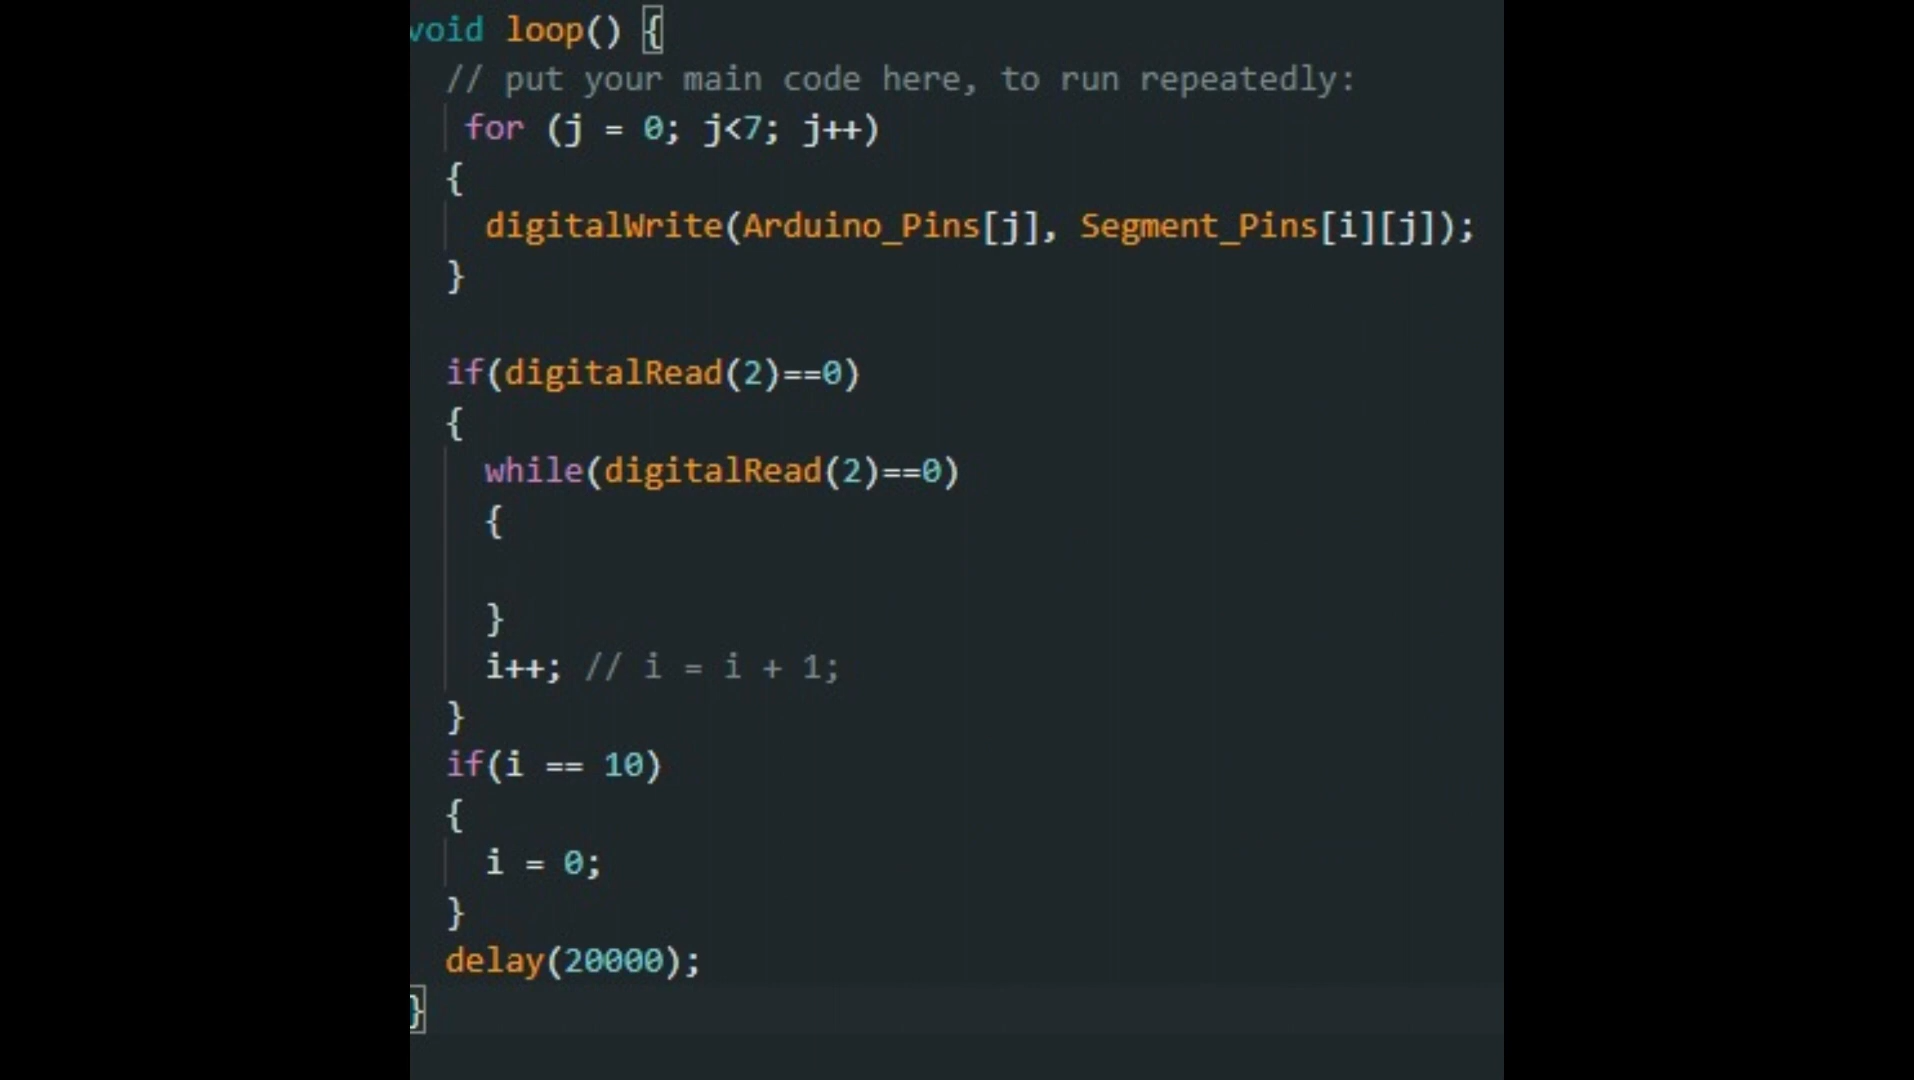 void loop() {
// put your main code here, to run repeatedly:
for (j = 0; j<7; j++)
{
digitalWrite(Arduino_Pins[j], Segment_Pins[i][j]);
}
if(digitalRead(2)==0)
{
while(digitalRead(2)==0)
{
}
i++; // i = i + 1;
}
if(i == 10)
{
i = 0;
}
delay(20000);
}